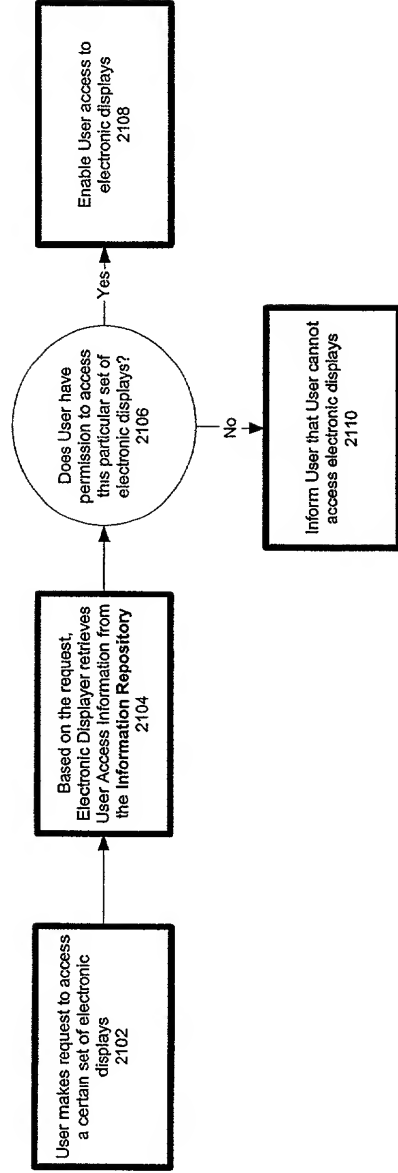 User makes request to access
a certain set of electronic
displays
2102
Based on the request,
Electronic Displayer retrieves
User Access Information from
the Information Repository
2104
Does User have
permission to access
this particular set of
electronic displays?
2106
Yes
Enable User access to
electronic displays
2108
No
Inform User that User cannot
access electronic displays
2110